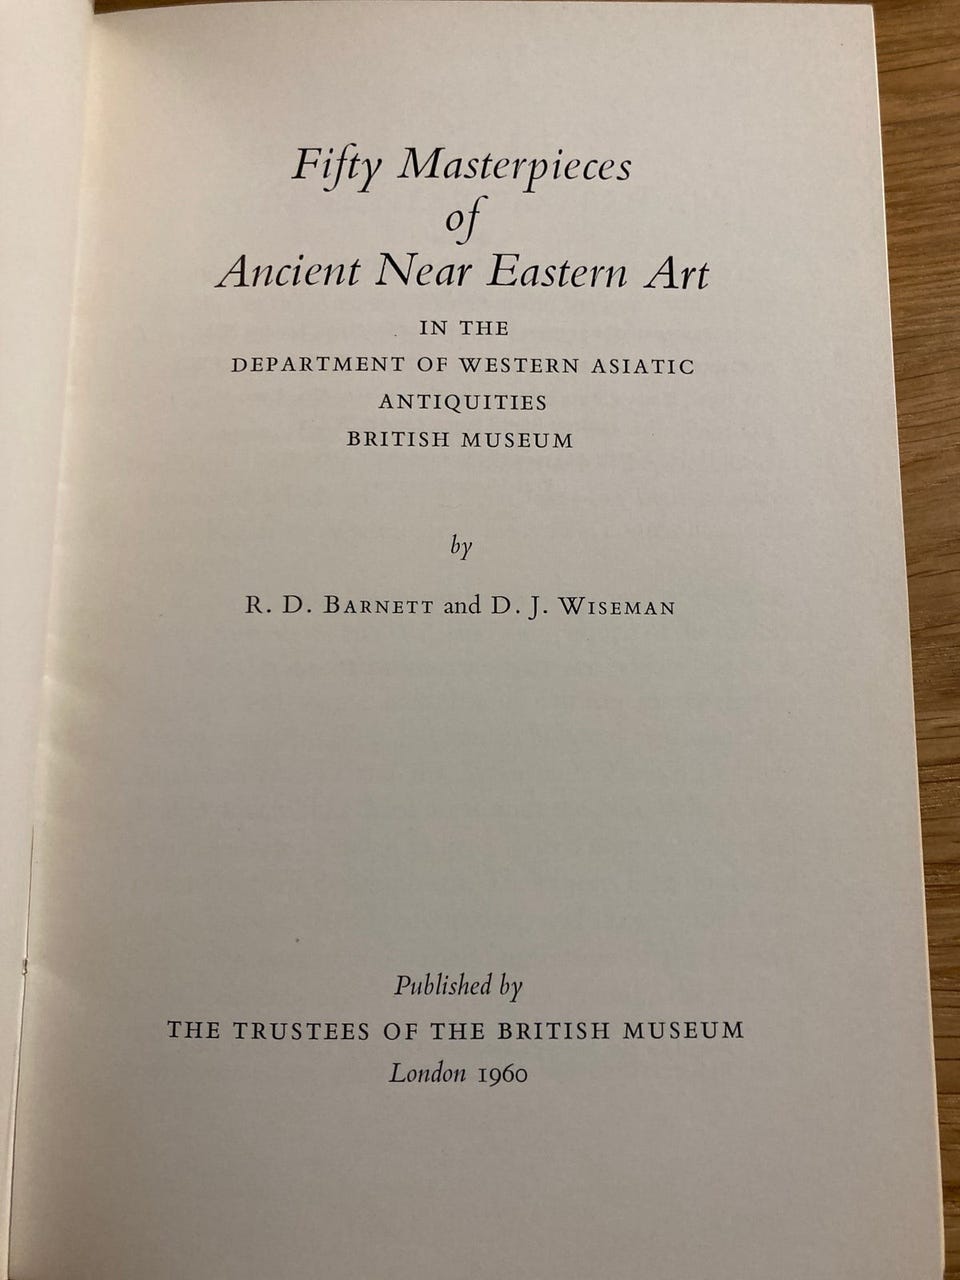 Fifty Masterpieces
of
Ancient Near Eastern Art
IN THE
DEPARTMENT OF WESTERN ASIATIC
ANTIQUITIES
BRITISH MUSEUM
by
R. D. BARNETT and D. J. WISEMAN
Published by
THE TRUSTEES OF THE BRITISH MUSEUM
London 1960